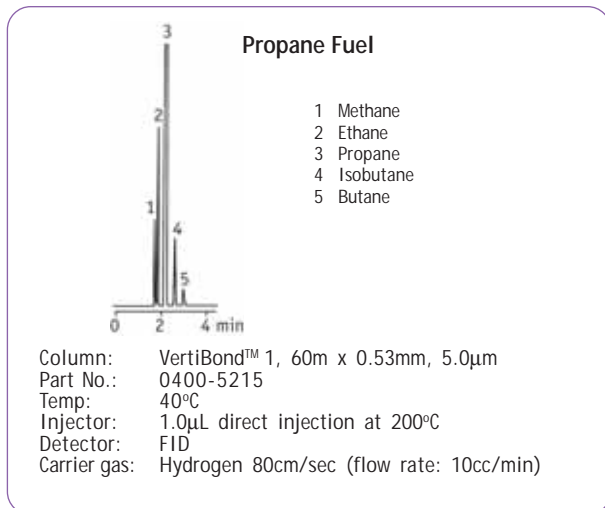 Propane Fuel
3
2
1
4
5
0 2 4 min
1 Methane
2 Ethane
3 Propane
4 Isobutane
5 Butane
Column: VertiBond™ 1, 60m x 0.53mm, 5.0µm
Part No.: 0400-5215
Temp: 40°C
Injector: 1.0µL direct injection at 200°C
Detector: FID
Carrier gas: Hydrogen 80cm/sec (flow rate: 10cc/min)